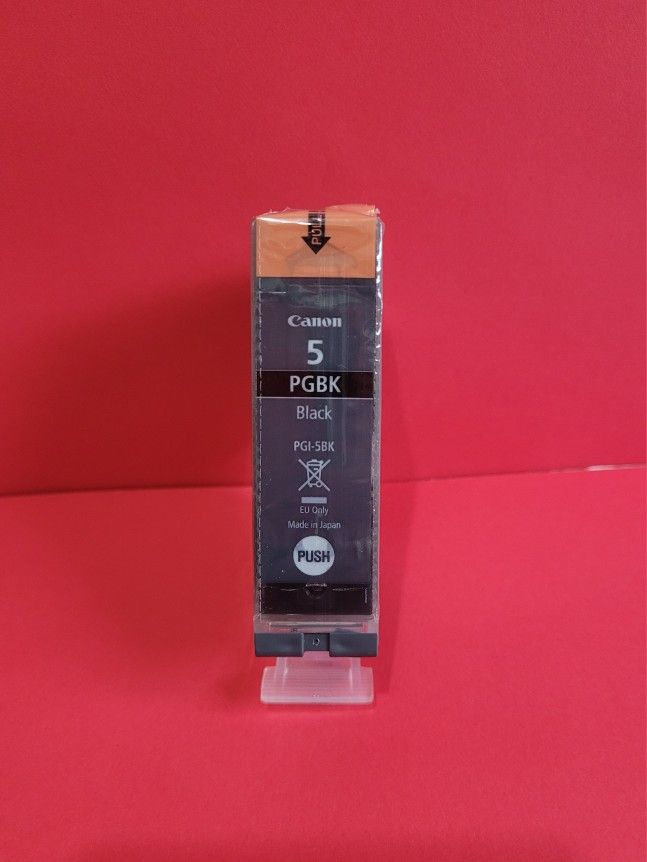 PULL
Canon
5
PGBK
Black
PGI-5BK
EU Only
Made in Japan
PUSH